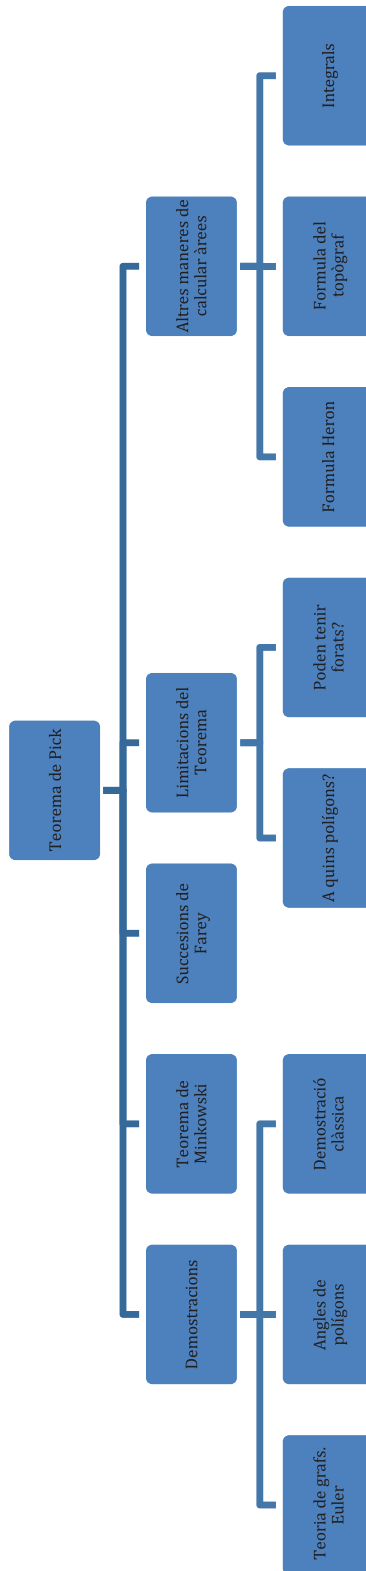 Teorema de Pick
Demostracions
Teorema de
Minkowski
Succesions de
Farey
Limitacions del
Teorema
Altres maneres de
calcular àrees
Teoria de grafs.
Euler
Angles de
polígons
Demostració
clàssica
A quins polígons?
Poden tenir
forats?
Formula Heron
Formula del
topògraf
Integrals